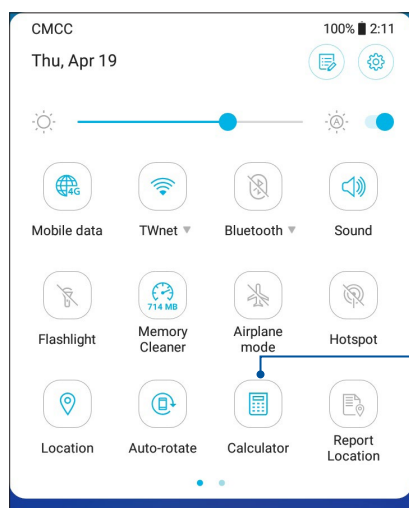 CMCC 100% 2:11
Thu, Apr 19
A
4G
Mobile data TWnet Bluetooth Sound
714 MB
Flashlight Memory Cleaner Airplane mode Hotspot
Location Auto-rotate Calculator Report Location